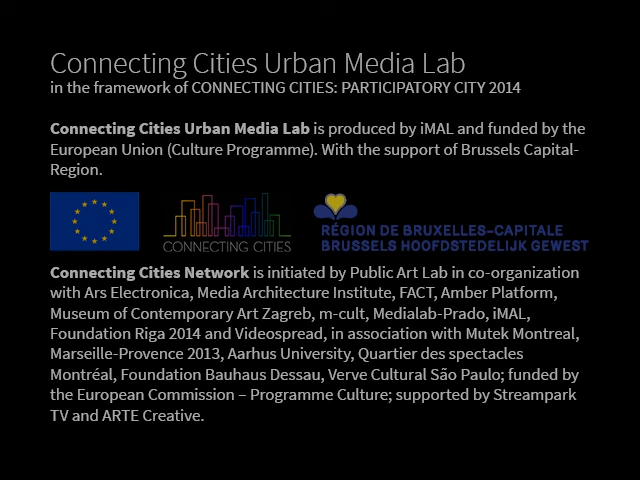 Connecting Cities Urban Media Lab
in the framework of CONNECTING CITIES: PARTICIPATORY CITY 2014
Connecting Cities Urban Media Lab is produced by iMAL and funded by the
European Union (Culture Programme). With the support of Brussels Capital-
Region.
CONNECTING CITIES
RÉGION DE BRUXELLES-CAPITALE
BRUSSELS HOOFDSTEDELIJK GEWEST
Connecting Cities Network is initiated by Public Art Lab in co-organization
with Ars Electronica, Media Architecture Institute, FACT, Amber Platform,
Museum of Contemporary Art Zagreb, m-cult, Medialab-Prado, iMAL,
Foundation Riga 2014 and Videospread, in association with Mutek Montreal,
Marseille-Provence 2013, Aarhus University, Quartier des spectacles
Montréal, Foundation Bauhaus Dessau, Verve Cultural São Paulo; funded by
the European Commission – Programme Culture; supported by Streampark
TV and ARTE Creative.